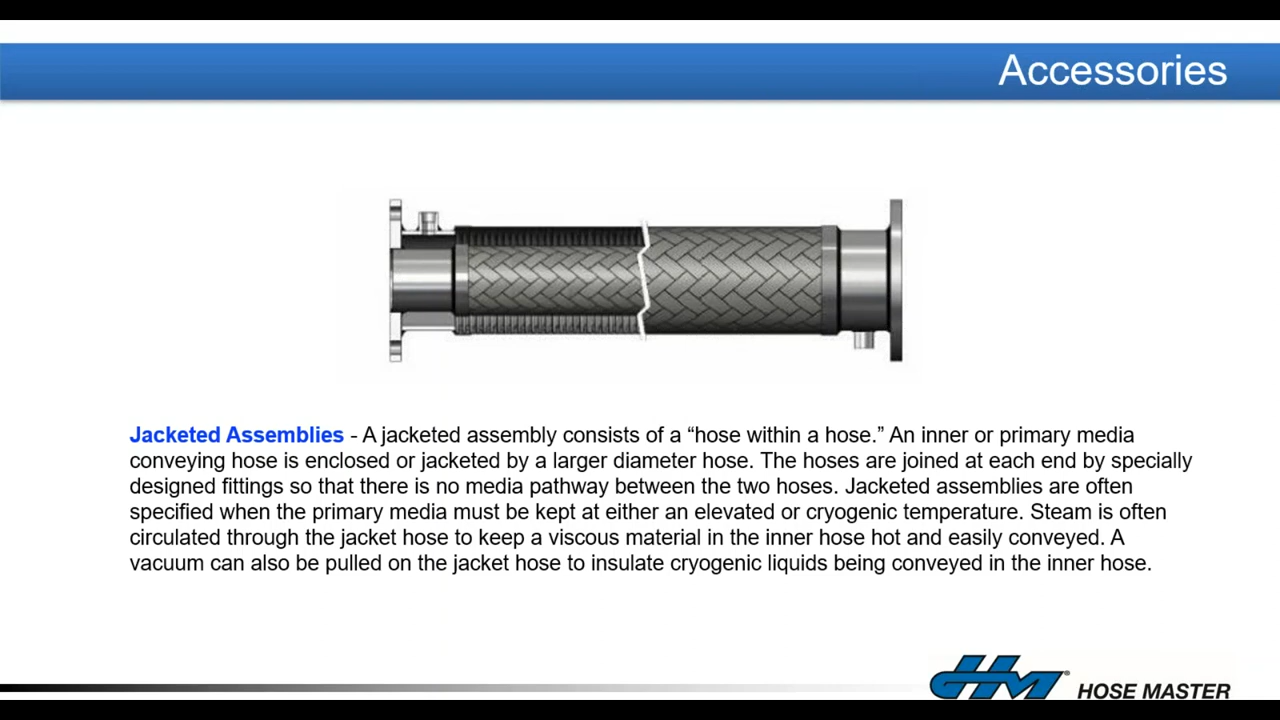 Accessories
Jacketed Assemblies - A jacketed assembly consists of a “hose within a hose.” An inner or primary media
conveying hose is enclosed or jacketed by a larger diameter hose. The hoses are joined at each end by specially
designed fittings so that there is no media pathway between the two hoses. Jacketed assemblies are often
specified when the primary media must be kept at either an elevated or cryogenic temperature. Steam is often
circulated through the jacket hose to keep a viscous material in the inner hose hot and easily conveyed. A
vacuum can also be pulled on the jacket hose to insulate cryogenic liquids being conveyed in the inner hose.
HM® HOSE MASTER